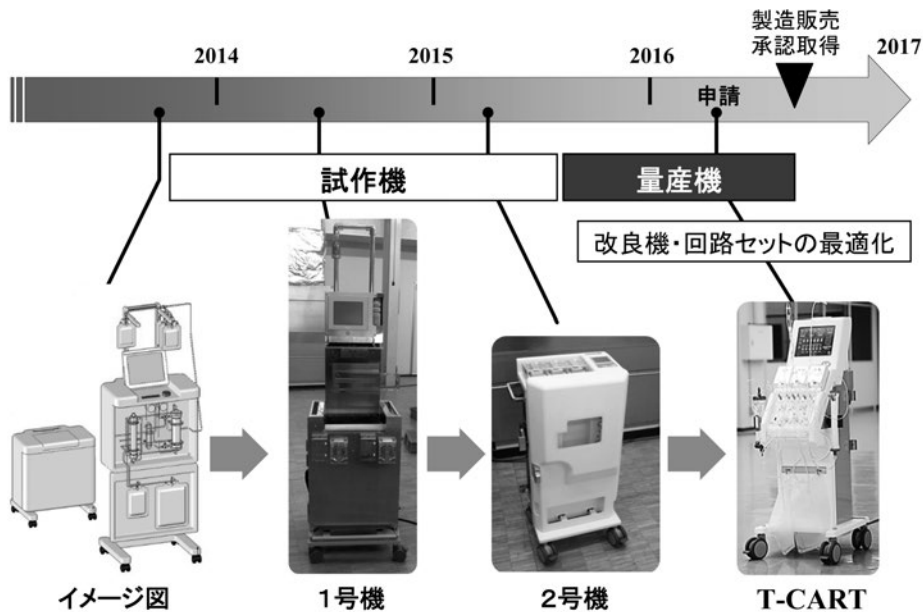 製造販売
承認取得
2014
2015
2016
2017
申請
試作機
量産機
改良機・回路セットの最適化
イメージ図
1号機
2号機
T-CART